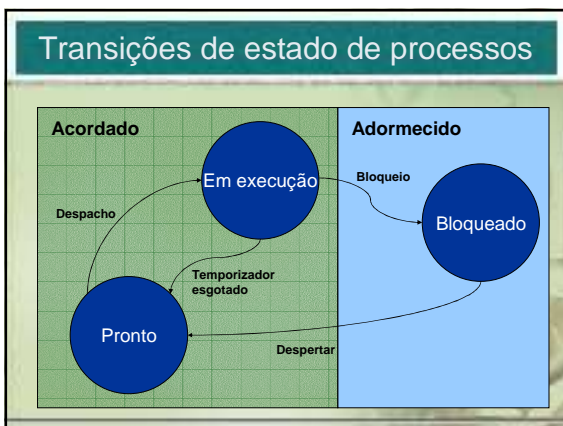 Transições de estado de processos
Acordado
Adormecido
Em execução
Bloqueio
Despacho
Bloqueado
Temporizador
esgotado
Pronto
Despertar